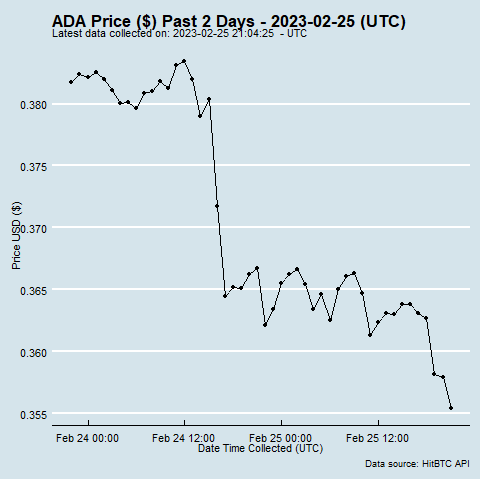 ADA Price ($) Past 2 Days - 2023-02-25 (UTC)
Latest data collected on: 2023-02-25 21:04:25 - UTC
0.380
0.375
0.370
0.365
0.360
0.355
Price USD ($)
Feb 24 00:00 Feb 24 12:00 Feb 25 00:00 Feb 25 12:00
Date Time Collected (UTC)
Data source: HitBTC API